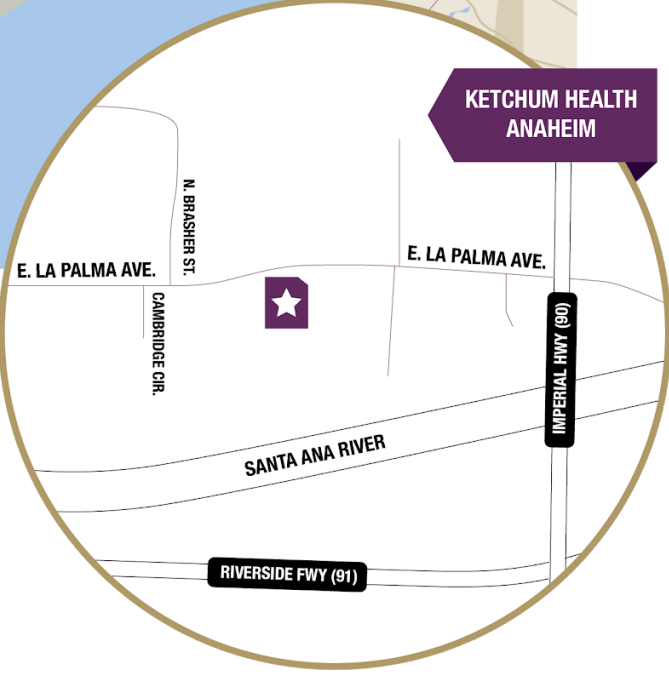 KETCHUM HEALTH
ANAHEIM
N. BRASHER ST.
E. LA PALMA AVE.
E. LA PALMA AVE.
CAMBRIDGE CIR.
IMPERIAL HWY (90)
SANTA ANA RIVER
RIVERSIDE FWY (91)